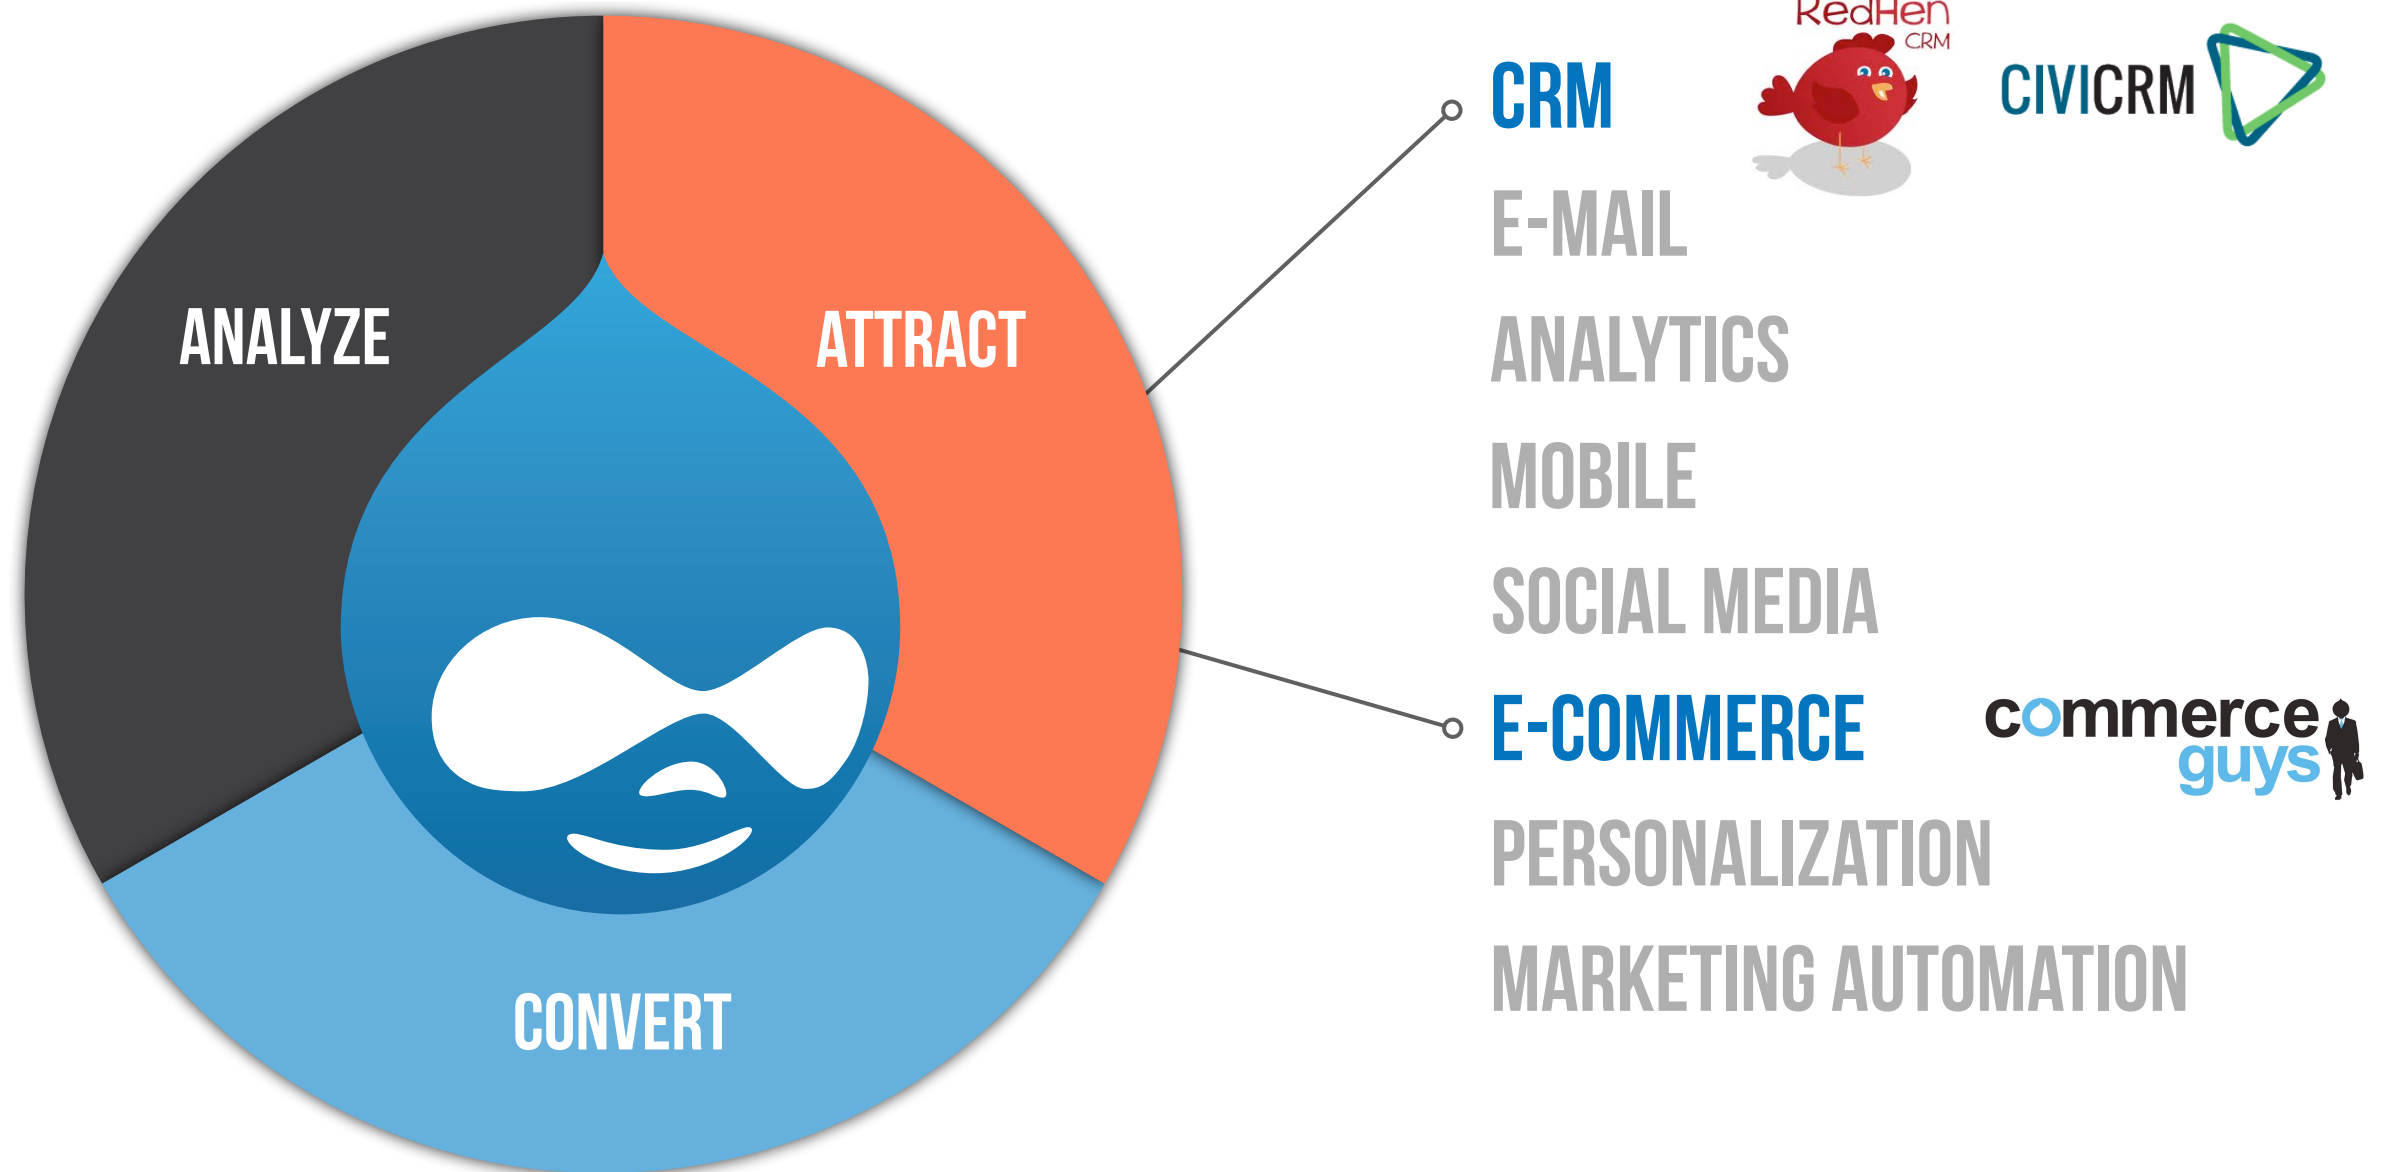 ANALYZE
ATTRACT
CONVERT
CRM
RedHen
CRM
CIVICRM
E-MAIL
ANALYTICS
MOBILE
SOCIAL MEDIA
E-COMMERCE
commerce
guys
PERSONALIZATION
MARKETING AUTOMATION